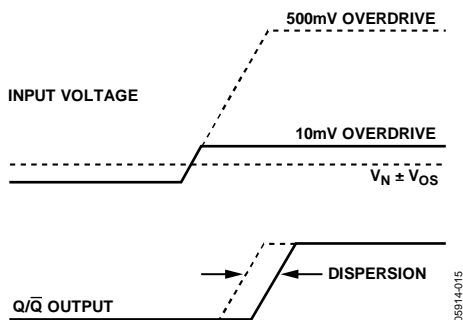 500mV OVERDRIVE
INPUT VOLTAGE
10mV OVERDRIVE
V_N ± V_OS
DISPERSION
Q/Q̅ OUTPUT
05914-015